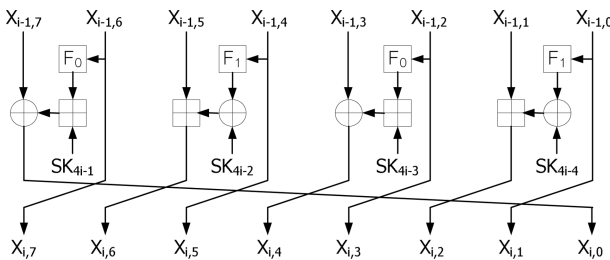 X_{i-1,7} X_{i-1,6} X_{i-1,5} X_{i-1,4} X_{i-1,3} X_{i-1,2} X_{i-1,1} X_{i-1,0}
F_0 F_1 F_0 F_1
SK_{4i-1} SK_{4i-2} SK_{4i-3} SK_{4i-4}
X_{i,7} X_{i,6} X_{i,5} X_{i,4} X_{i,3} X_{i,2} X_{i,1} X_{i,0}